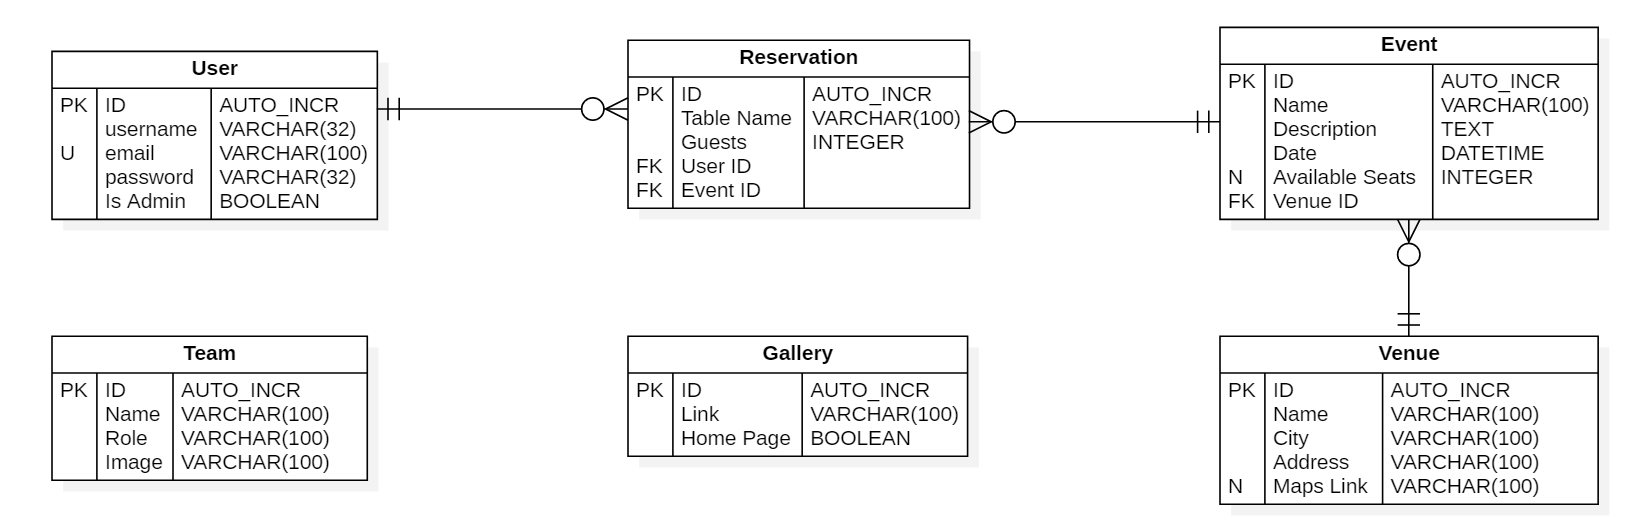 User
PK ID AUTO_INCR
username VARCHAR(32)
U email VARCHAR(100)
password VARCHAR(32)
Is Admin BOOLEAN
Reservation
PK ID AUTO_INCR
Table Name VARCHAR(100)
Guests INTEGER
FK User ID
FK Event ID
Event
PK ID AUTO_INCR
Name VARCHAR(100)
Description TEXT
Date DATETIME
N Available Seats INTEGER
FK Venue ID
Team
PK ID AUTO_INCR
Name VARCHAR(100)
Role VARCHAR(100)
Image VARCHAR(100)
Gallery
PK ID AUTO_INCR
Link VARCHAR(100)
Home Page BOOLEAN
Venue
PK ID AUTO_INCR
Name VARCHAR(100)
City VARCHAR(100)
Address VARCHAR(100)
N Maps Link VARCHAR(100)